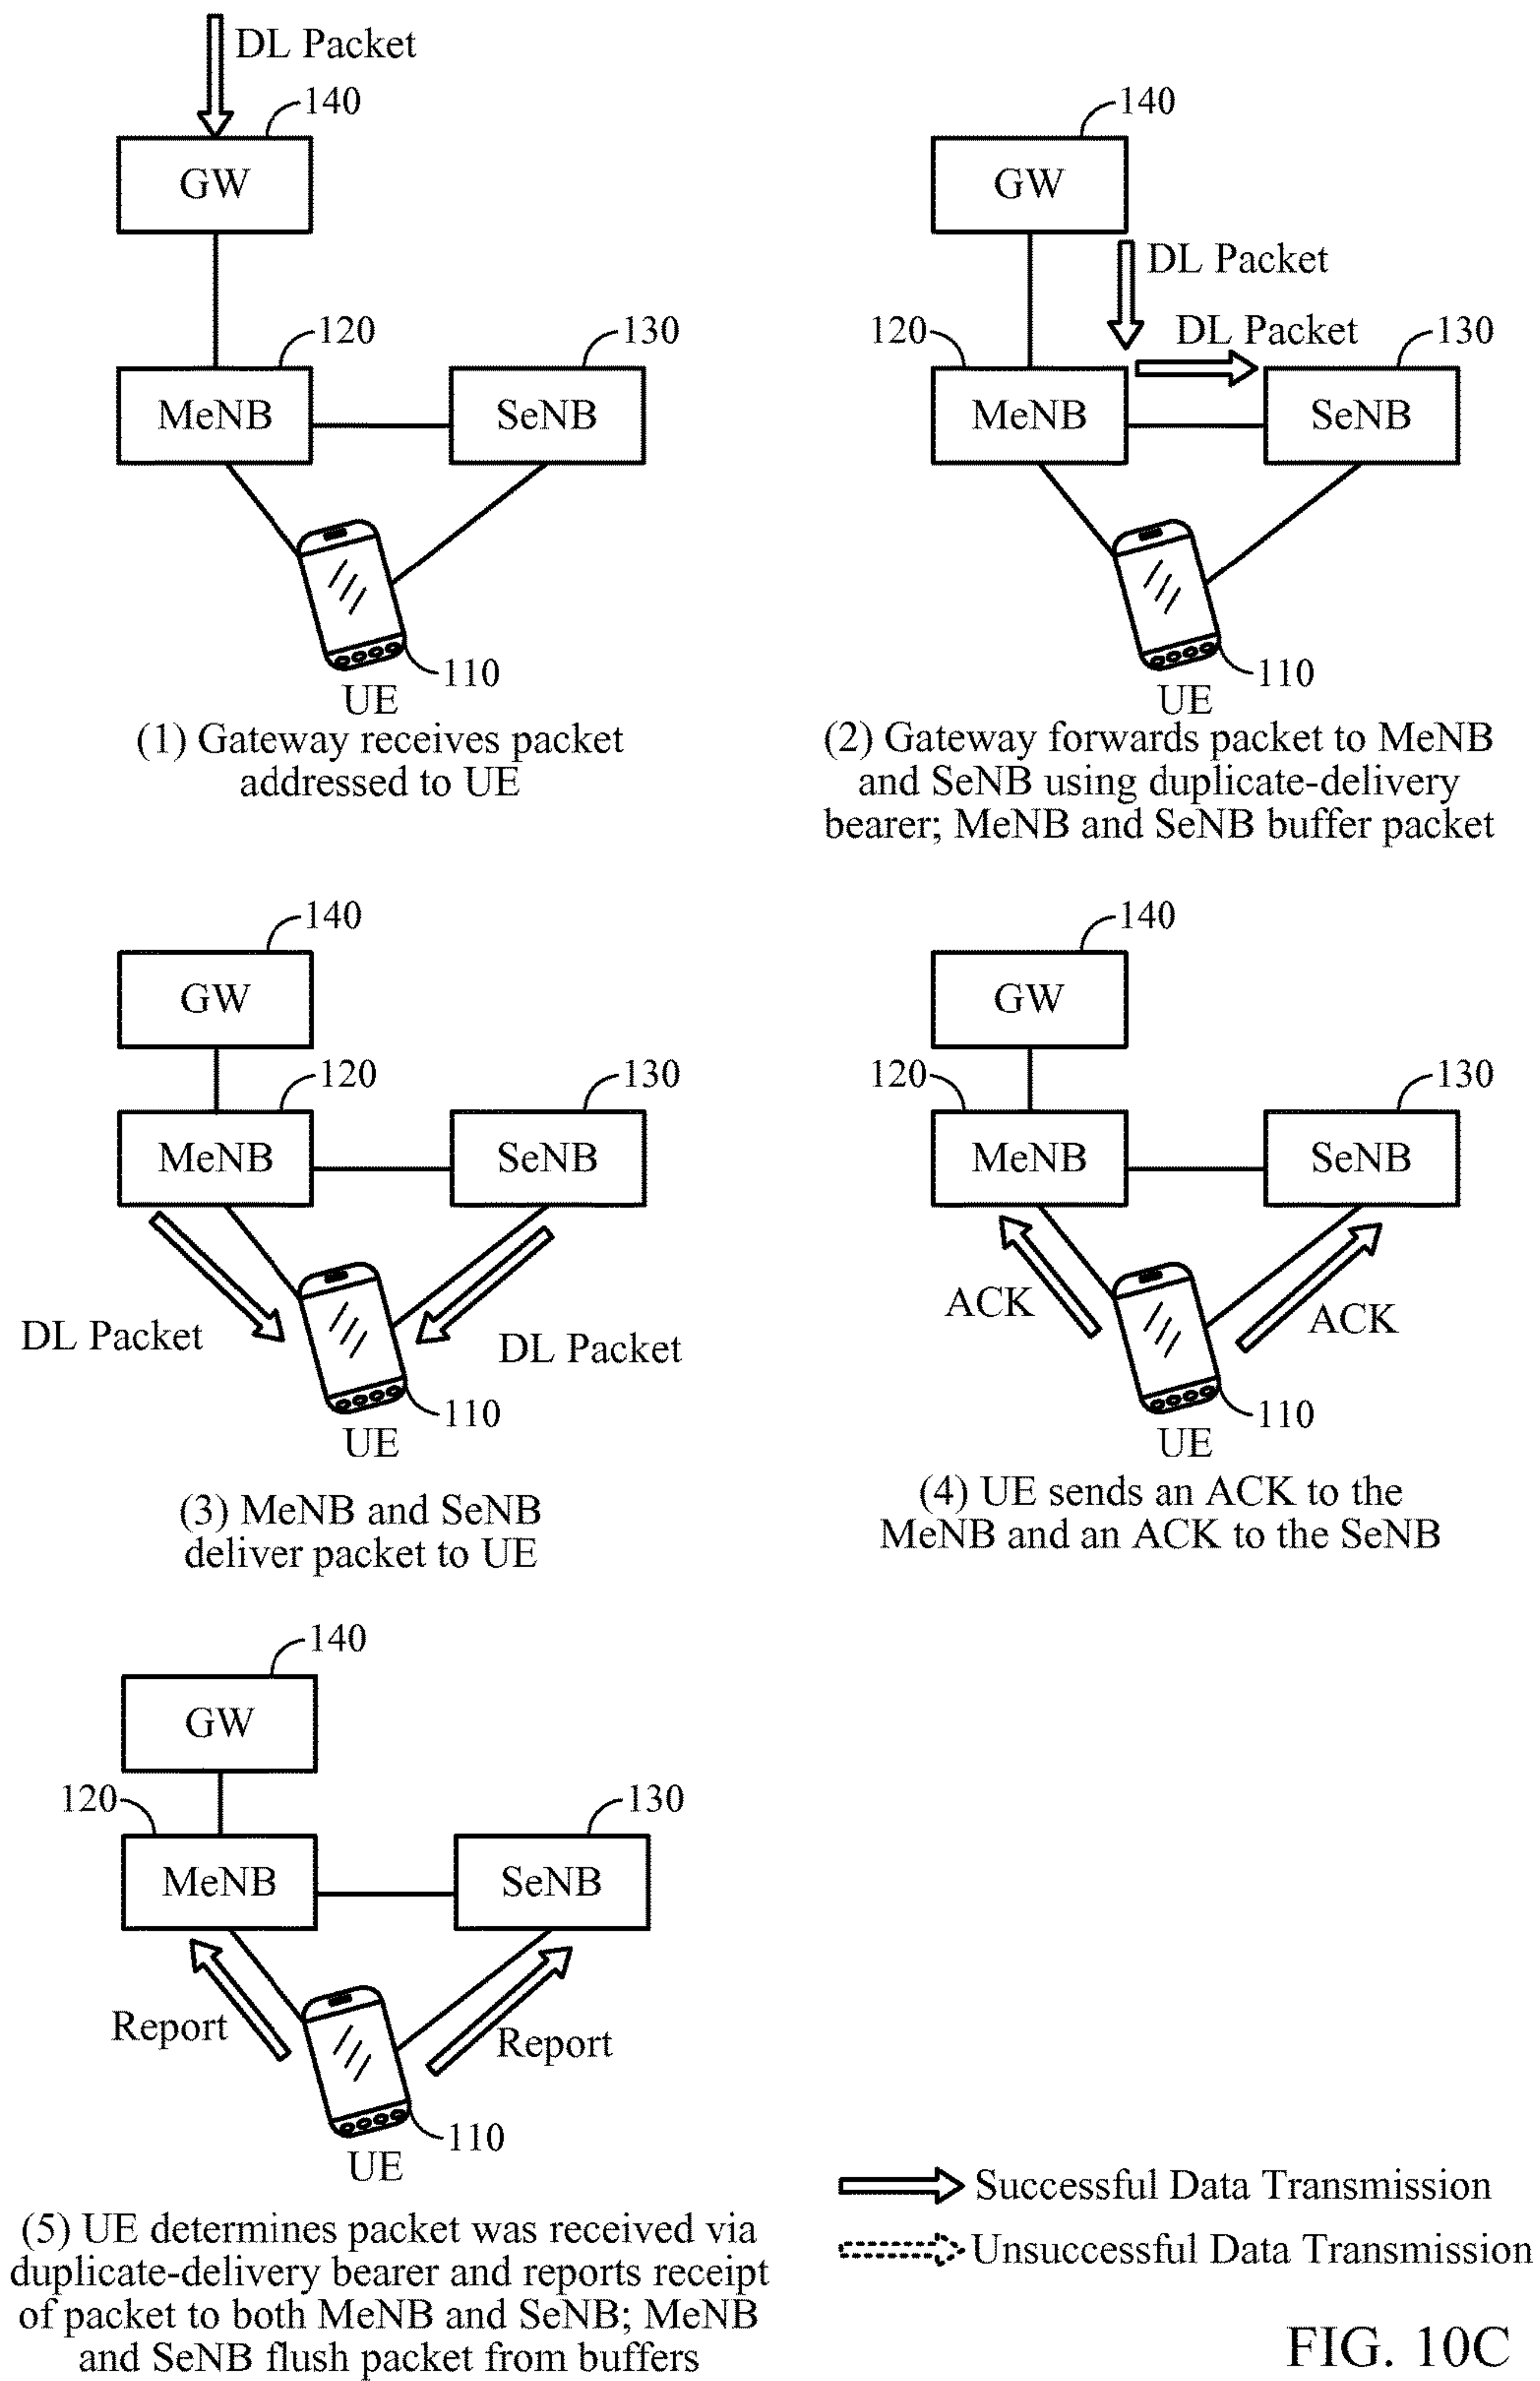 DL Packet
140
GW
120
130
MeNB
SeNB
110
UE
(1) Gateway receives packet
addressed to UE
140
GW
DL Packet
DL Packet
120
130
MeNB
SeNB
110
UE
(2) Gateway forwards packet to MeNB
and SeNB using duplicate-delivery
bearer; MeNB and SeNB buffer packet
140
GW
120
130
MeNB
SeNB
DL Packet
DL Packet
110
UE
(3) MeNB and SeNB
deliver packet to UE
140
GW
120
130
MeNB
SeNB
ACK
ACK
110
UE
(4) UE sends an ACK to the
MeNB and an ACK to the SeNB
140
GW
120
130
MeNB
SeNB
Report
Report
110
UE
(5) UE determines packet was received via
duplicate-delivery bearer and reports receipt
of packet to both MeNB and SeNB; MeNB
and SeNB flush packet from buffers
Successful Data Transmission
Unsuccessful Data Transmission
FIG. 10C